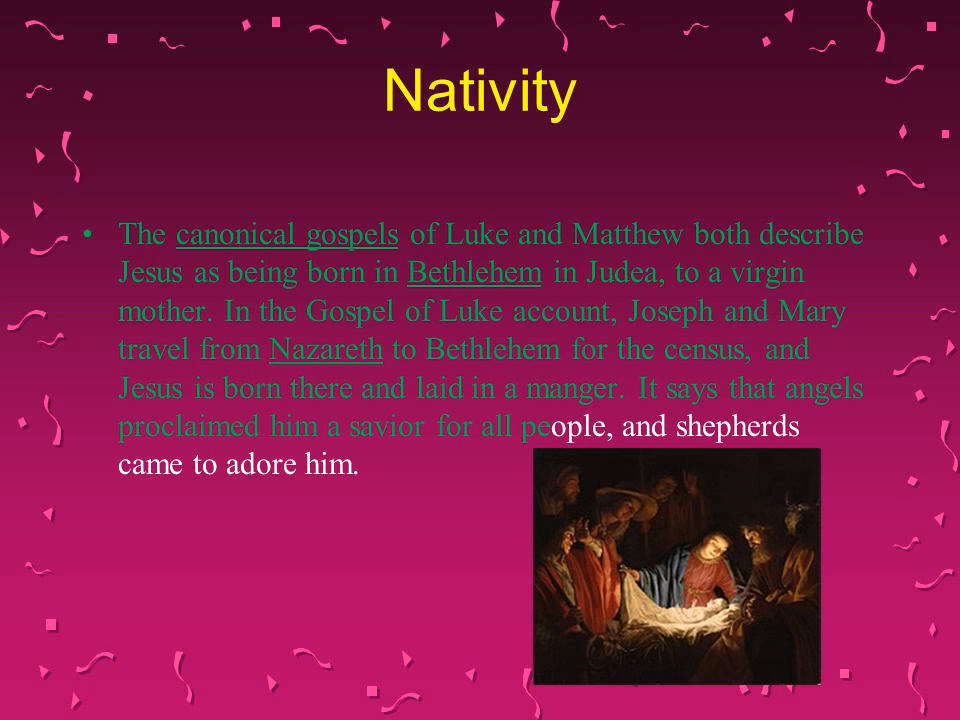 Nativity
• The canonical gospels of Luke and Matthew both describe
Jesus as being born in Bethlehem in Judea, to a virgin
mother. In the Gospel of Luke account, Joseph and Mary
travel from Nazareth to Bethlehem for the census, and
Jesus is born there and laid in a manger. It says that angels
proclaimed him a savior for all people, and shepherds
came to adore him.